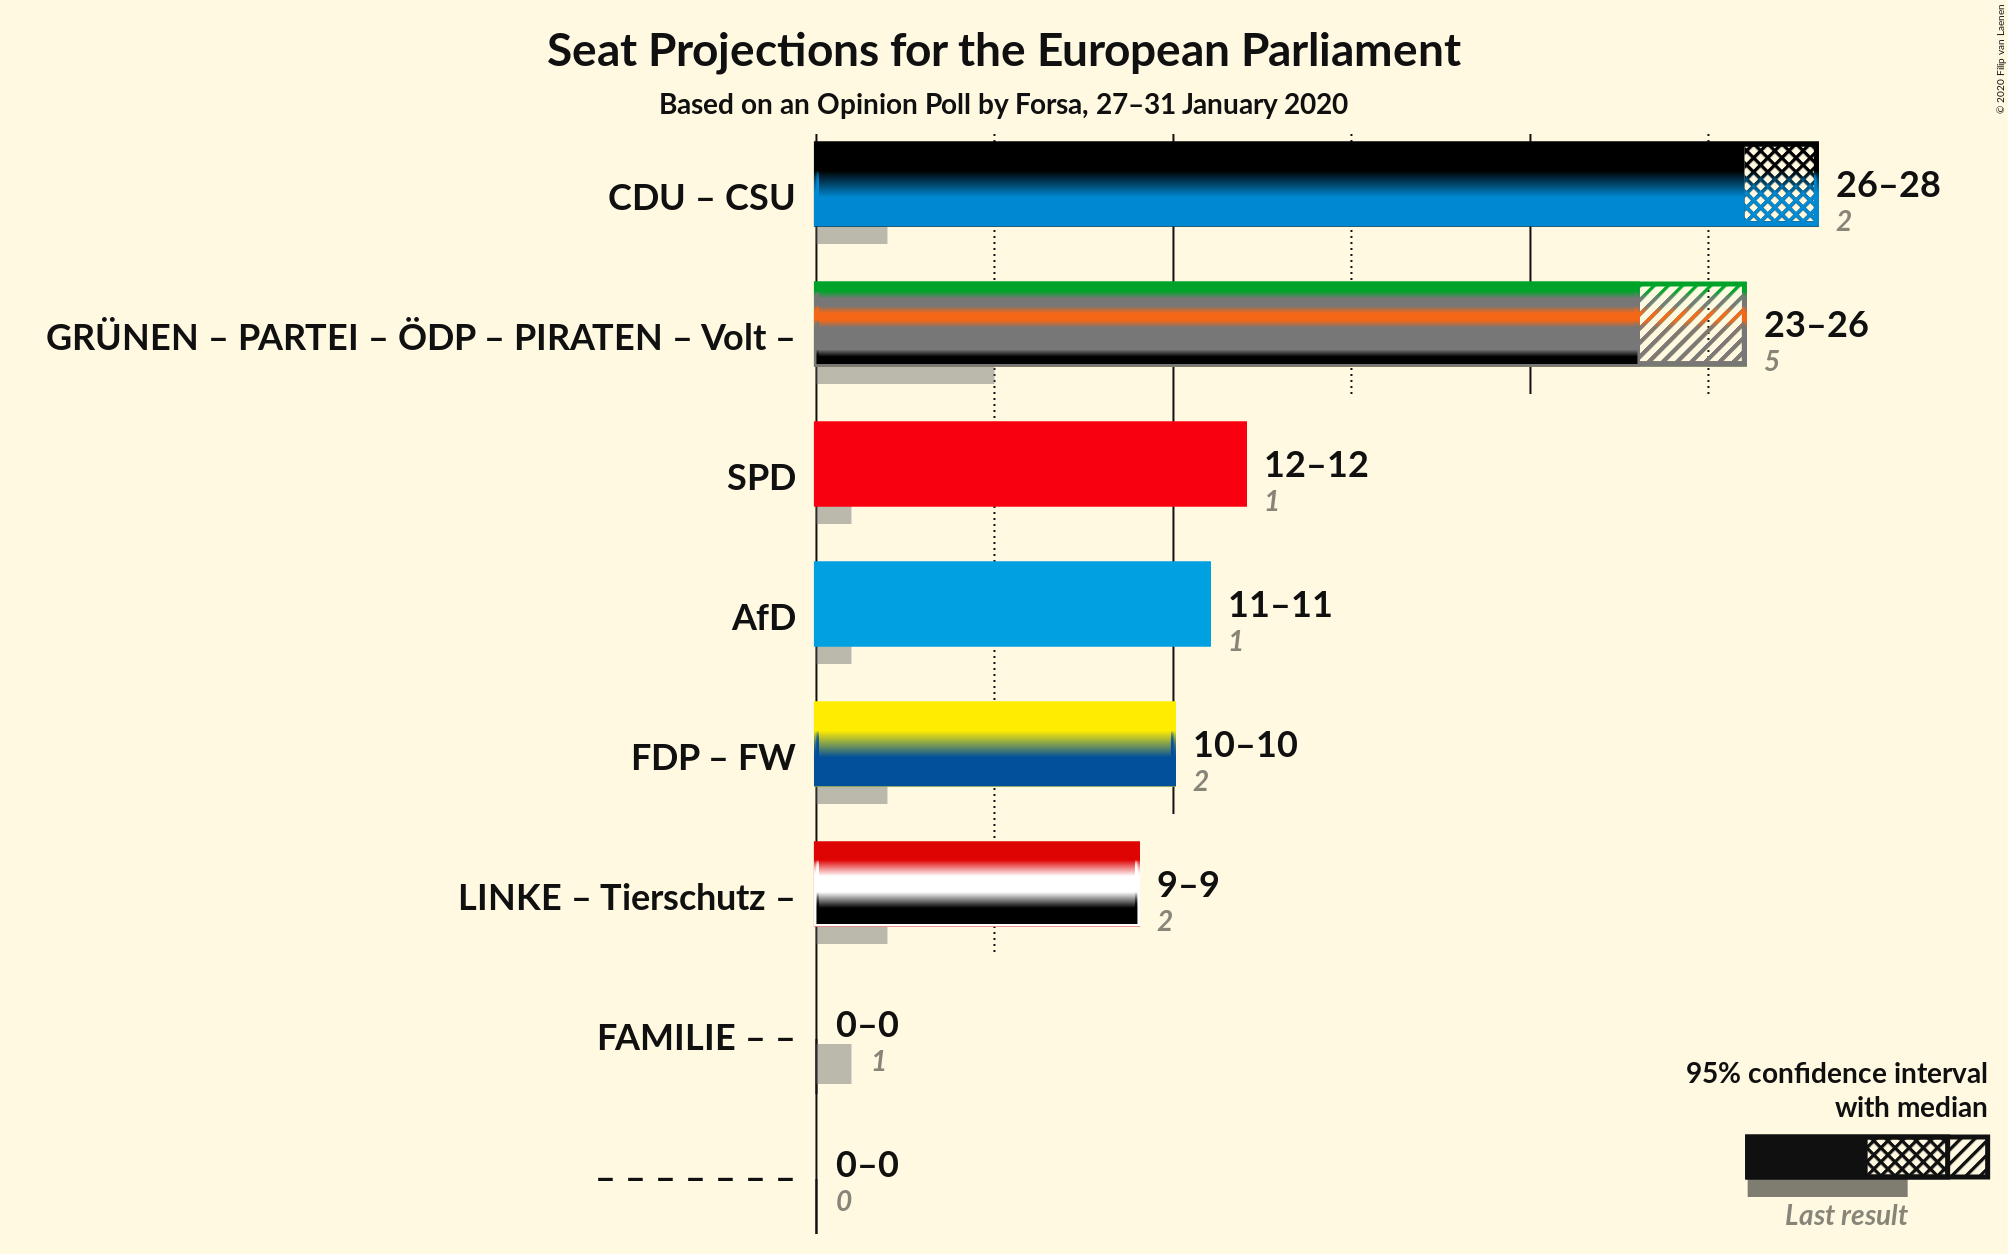 Seat Projections for the European Parliament
Based on an Opinion Poll by Forsa, 27–31 January 2020
© 2020 Filip van Laenen
CDU – CSU
26–28
2
GRÜNEN – PARTEI – ÖDP – PIRATEN – Volt –
23–26
5
SPD
12–12
1
AfD
11–11
1
FDP – FW
10–10
2
LINKE – Tierschutz –
9–9
2
FAMILIE – –
0–0
1
– – – – – – –
0–0
0
95% confidence interval
with median
Last result